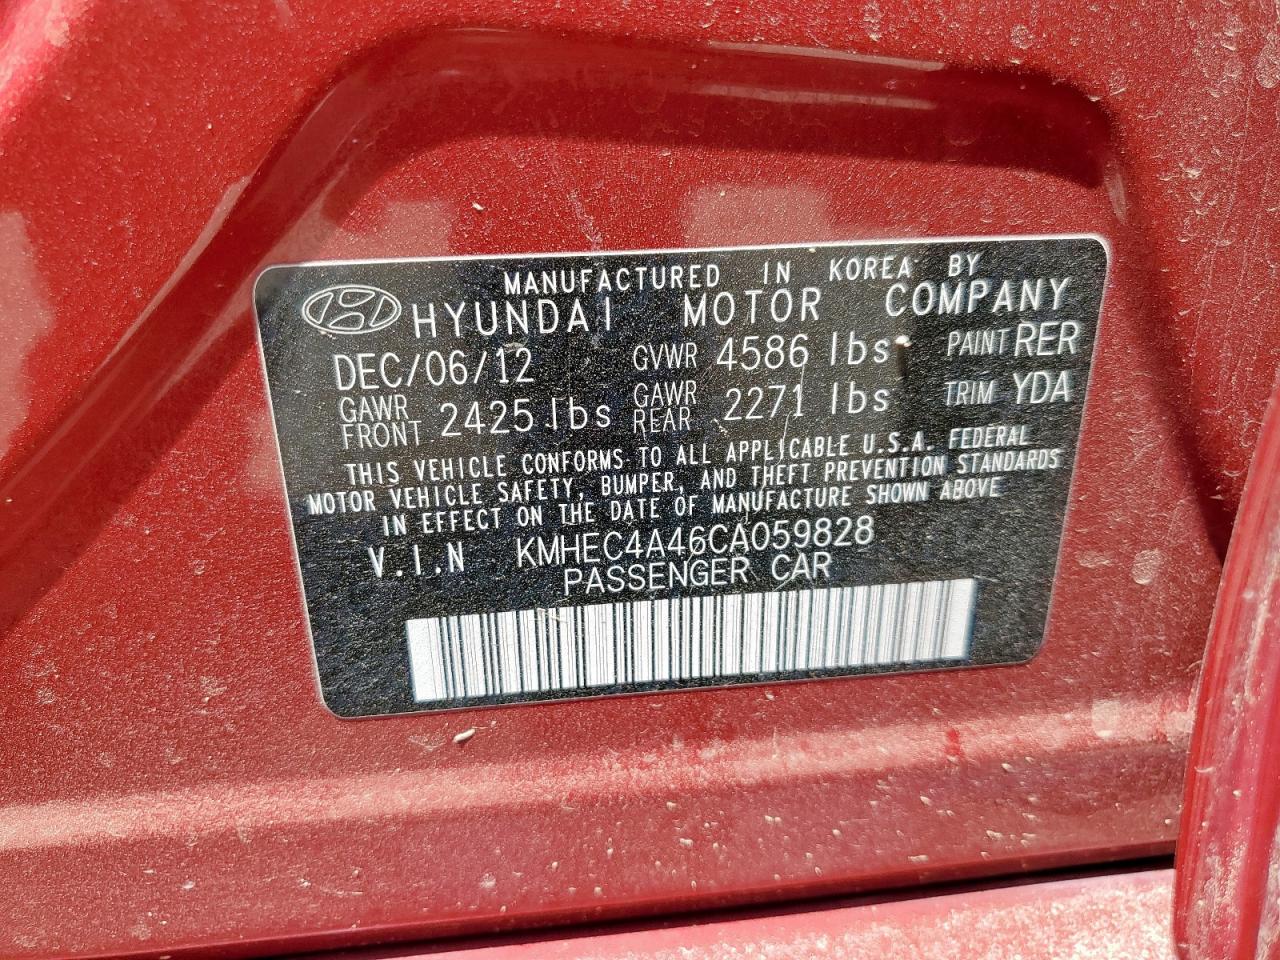 MANUFACTURED IN KOREA BY
HYUNDAI MOTOR COMPANY
DEC/06/12 GVWR 4586 lbs PAINT RER
GAWR FRONT 2425 lbs GAWR REAR 2271 lbs TRIM YDA
THIS VEHICLE CONFORMS TO ALL APPLICABLE U.S.A. FEDERAL
MOTOR VEHICLE SAFETY, BUMPER, AND THEFT PREVENTION STANDARDS
IN EFFECT ON THE DATE OF MANUFACTURE SHOWN ABOVE
V.I.N KMHEC4A46CA059828
PASSENGER CAR